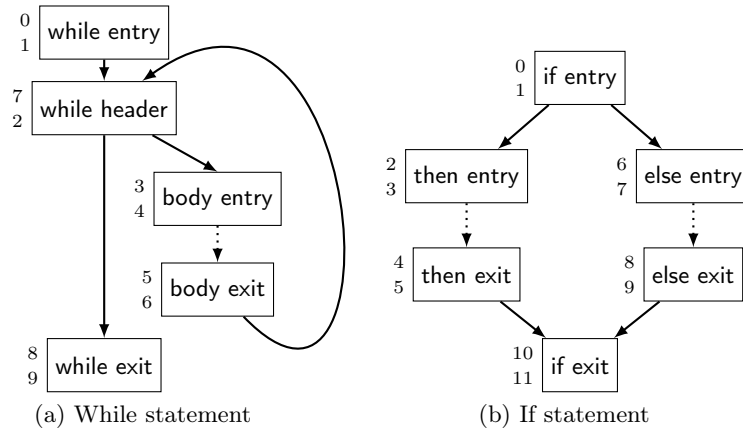 0
1
while entry
7
2
while header
3
4
body entry
5
6
body exit
8
9
while exit
(a) While statement
0
1
if entry
2
3
then entry
6
7
else entry
4
5
then exit
8
9
else exit
10
11
if exit
(b) If statement